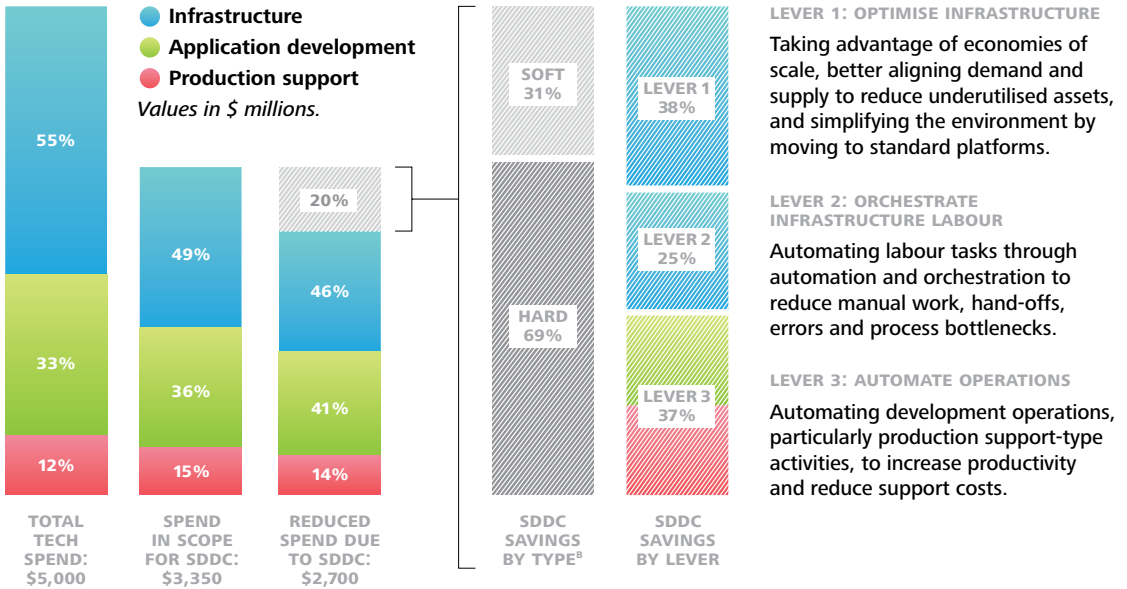 Infrastructure
Application development
Production support
Values in $ millions.
55%
33%
12%
TOTAL
TECH
SPEND:
$5,000
49%
36%
15%
SPEND
IN SCOPE
FOR SDDC:
$3,350
20%
46%
41%
14%
REDUCED
SPEND DUE
TO SDDC:
$2,700
SOFT
31%
HARD
69%
SDDC
SAVINGS
BY TYPEᴮ
LEVER 1
38%
LEVER 2
25%
LEVER 3
37%
SDDC
SAVINGS
BY LEVER
LEVER 1: OPTIMISE INFRASTRUCTURE
Taking advantage of economies of
scale, better aligning demand and
supply to reduce underutilised assets,
and simplifying the environment by
moving to standard platforms.
LEVER 2: ORCHESTRATE
INFRASTRUCTURE LABOUR
Automating labour tasks through
automation and orchestration to
reduce manual work, hand-offs,
errors and process bottlenecks.
LEVER 3: AUTOMATE OPERATIONS
Automating development operations,
particularly production support-type
activities, to increase productivity
and reduce support costs.